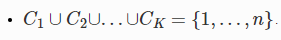 • C₁ ∪ C₂∪…∪C_K = {1,…,n}.